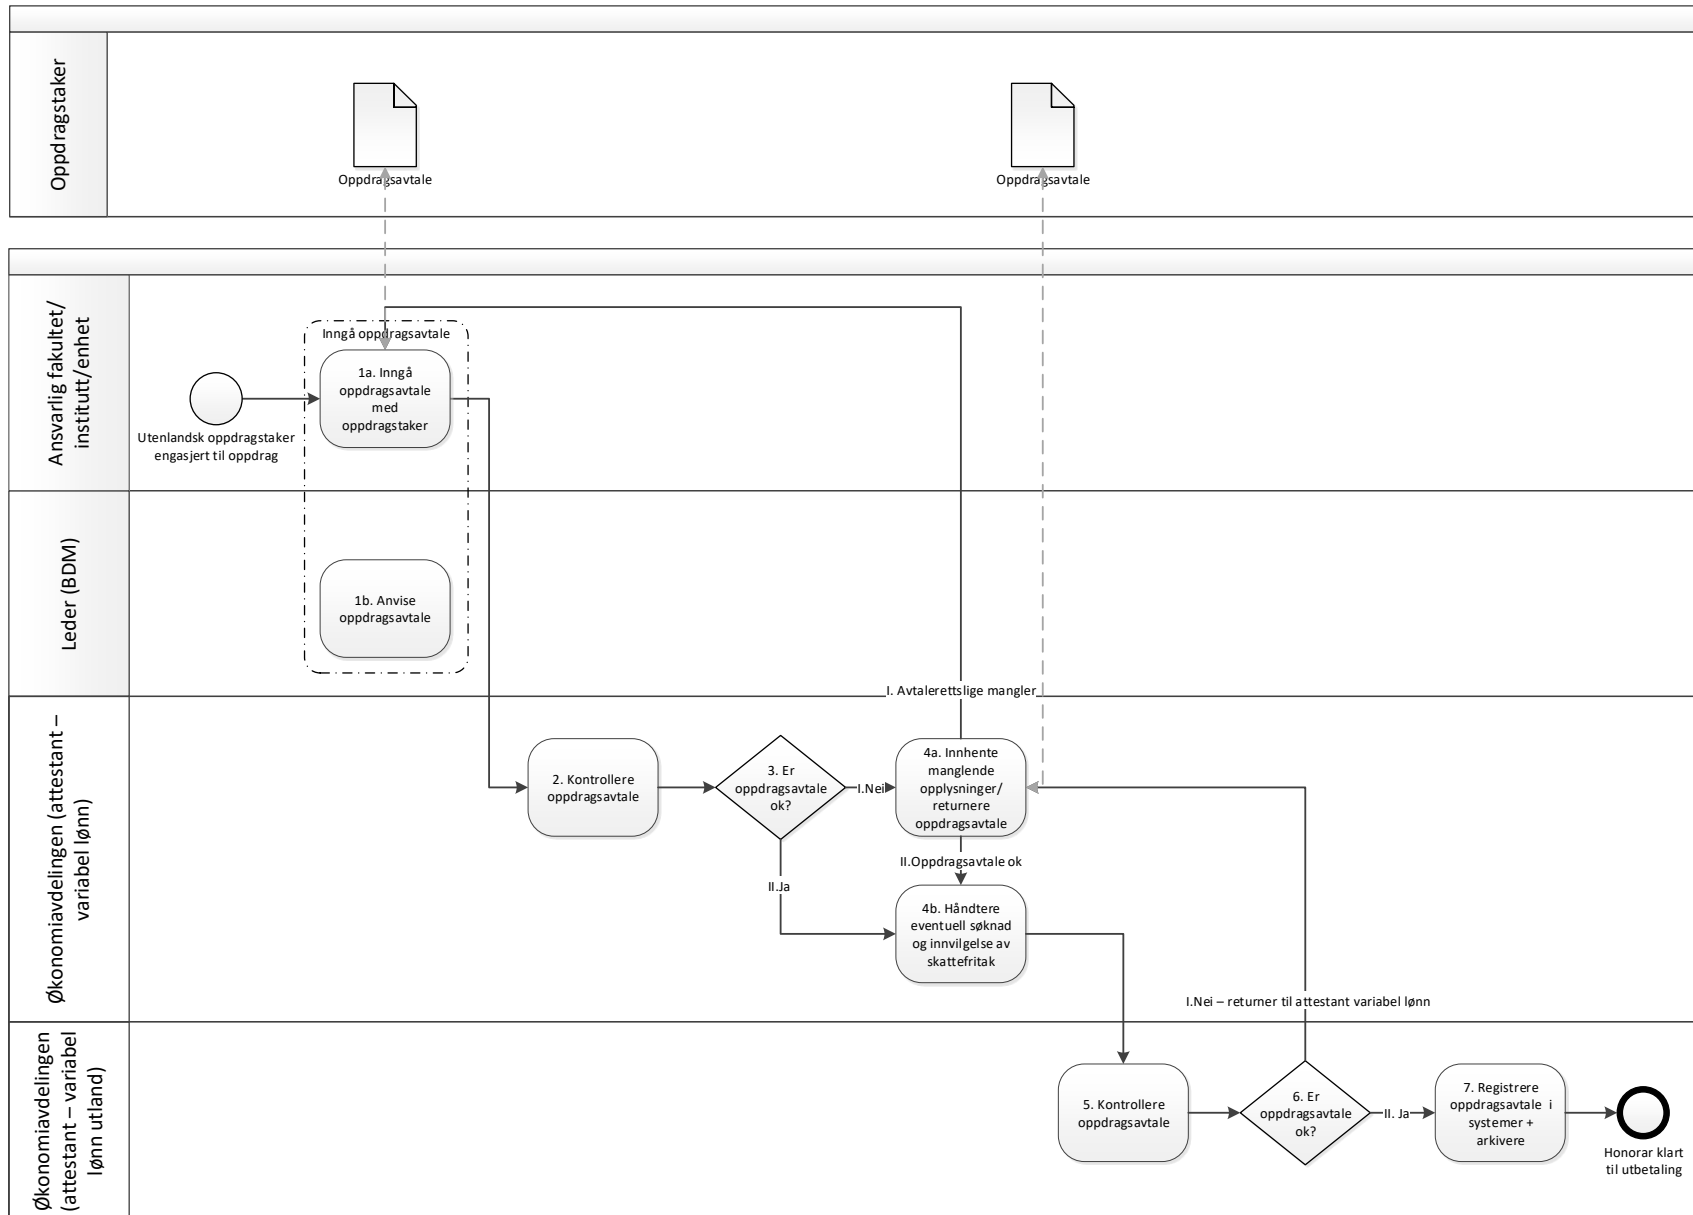 Oppdragstaker
Oppdragsavtale
Oppdragsavtale
Ansvarlig fakultet/
institutt/enhet
Utenlandsk oppdragstaker
engasjert til oppdrag
Inngå oppdragsavtale
1a. Inngå
oppdragsavtale
med
oppdragstaker
Leder (BDM)
1b. Anvise
oppdragsavtale
I. Avtalerettslige mangler
Økonomiavdelingen (attestant –
variabel lønn)
2. Kontrollere
oppdragsavtale
3. Er
oppdragsavtale
ok?
I.Nei
4a. Innhente
manglende
opplysninger/
returnere
oppdragsavtale
II.Oppdragsavtale ok
II.Ja
4b. Håndtere
eventuell søknad
og innvilgelse av
skattefritak
I.Nei – returner til attestant variabel lønn
Økonomiavdelingen
(attestant – variabel
lønn utland)
5. Kontrollere
oppdragsavtale
6. Er
oppdragsavtale
ok?
II. Ja
7. Registrere
oppdragsavtale i
systemer +
arkivere
Honorar klart
til utbetaling